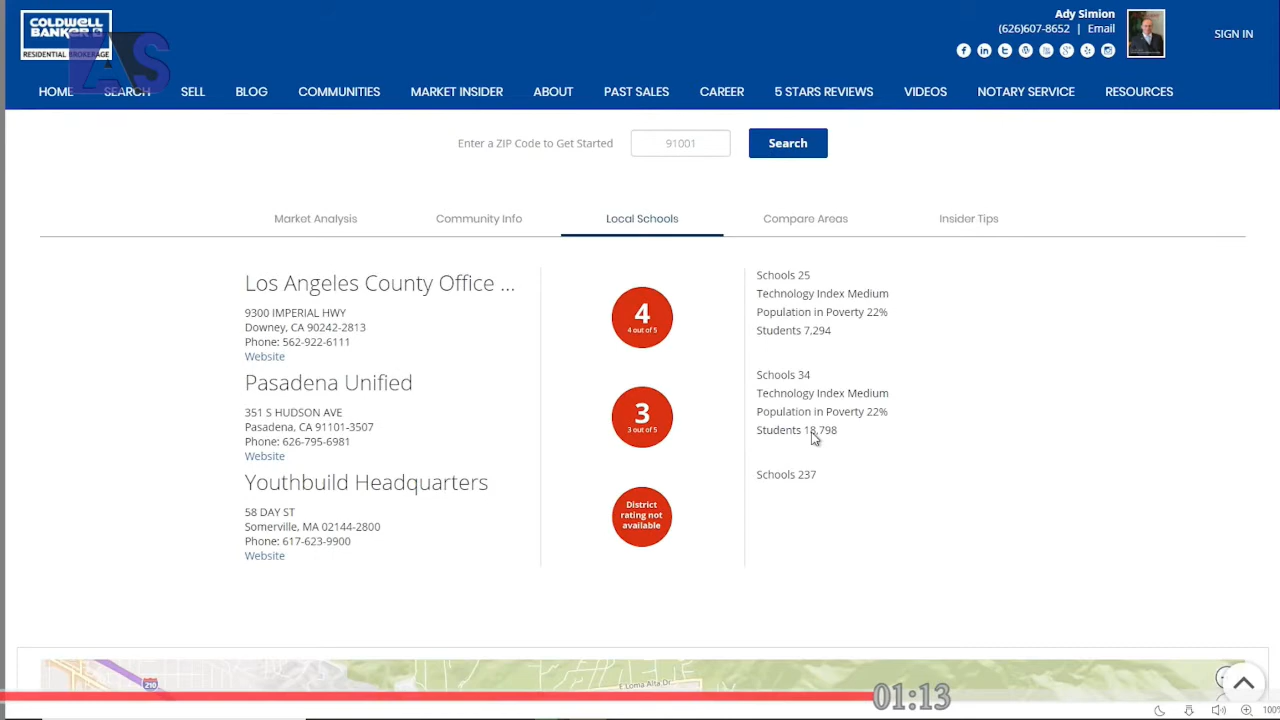 COLDWELL
BANKER
RESIDENTIAL BROKERAGE
AS
Ady Simion
(626)607-8652 | Email
SIGN IN
HOME SEARCH SELL BLOG COMMUNITIES MARKET INSIDER ABOUT PAST SALES CAREER 5 STARS REVIEWS VIDEOS NOTARY SERVICE RESOURCES
Enter a ZIP Code to Get Started 91001 Search
Market Analysis Community Info Local Schools Compare Areas Insider Tips
Los Angeles County Office ...
9300 IMPERIAL HWY
Downey, CA 90242-2813
Phone: 562-922-6111
Website
4
4 out of 5
Schools 25
Technology Index Medium
Population in Poverty 22%
Students 7,294
Pasadena Unified
351 S HUDSON AVE
Pasadena, CA 91101-3507
Phone: 626-795-6981
Website
3
3 out of 5
Schools 34
Technology Index Medium
Population in Poverty 22%
Students 18,798
Youthbuild Headquarters
58 DAY ST
Somerville, MA 02144-2800
Phone: 617-623-9900
Website
District
rating not
available
Schools 237
210
E Loma Alta Dr
01:13
100%